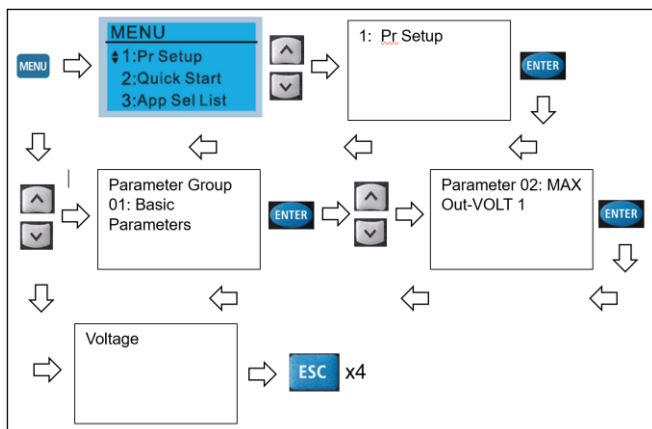 MENU
MENU
1:Pr Setup
2:Quick Start
3:App Sel List
1: Pr Setup
ENTER
Parameter Group
01: Basic
Parameters
ENTER
Parameter 02: MAX
Out-VOLT 1
ENTER
Voltage
ESC x4